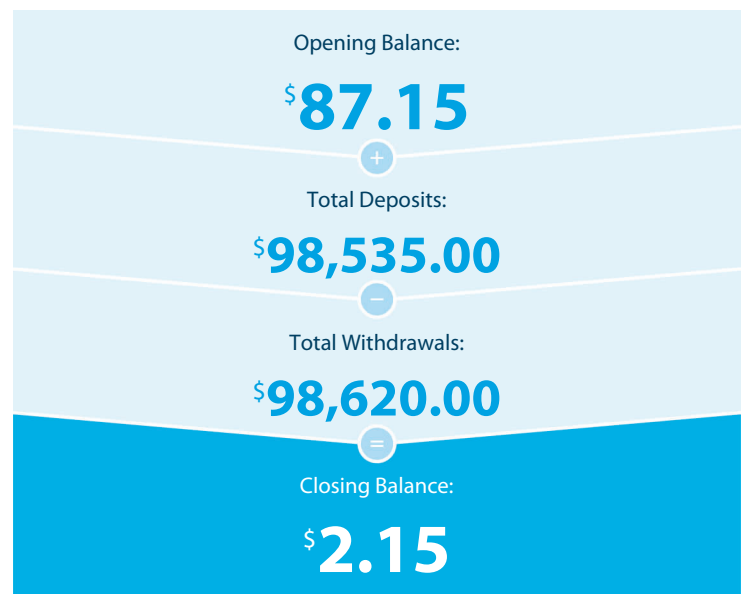 Opening Balance:
$87.15
+
Total Deposits:
$98,535.00
−
Total Withdrawals:
$98,620.00
=
Closing Balance:
$2.15